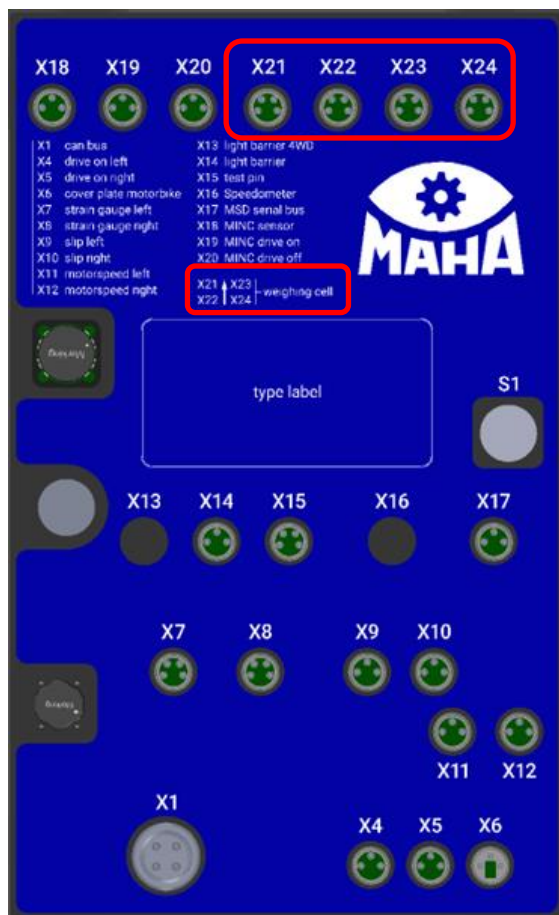 X18 X19 X20 X21 X22 X23 X24
X1 can bus
X4 drive on left
X5 drive on right
X6 cover plate motorbike
X7 strain gauge left
X8 strain gauge right
X9 slip left
X10 slip right
X11 motorspeed left
X12 motorspeed right
X13 light barrier 4WD
X14 light barrier
X15 test pin
X16 Speedometer
X17 MSD serial bus
X18 MINC sensor
X19 MINC drive on
X20 MINC drive off
X21 X23
X22 X24 weighing cell
MAHA
type label
S1
X13 X14 X15 X16 X17
X7 X8 X9 X10
X11 X12
X1
X4 X5 X6